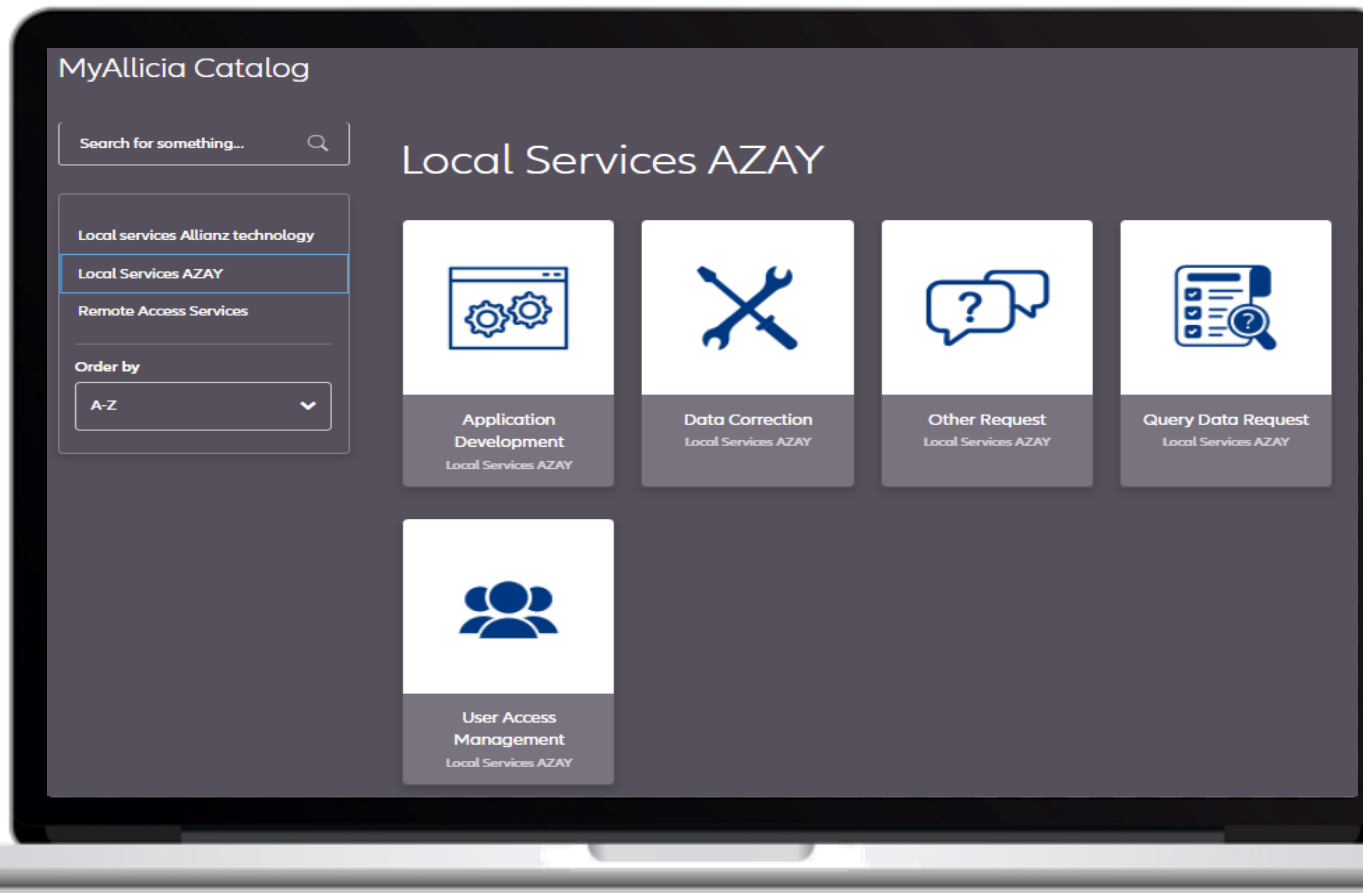 MyAllicia Catalog
Search for something...
Local services Allianz technology
Local Services AZAY
Remote Access Services
Order by
A-Z
Local Services AZAY
Application
Development
Local Services AZAY
Data Correction
Local Services AZAY
Other Request
Local Services AZAY
?
Query Data Request
Local Services AZAY
?
User Access
Management
Local Services AZAY